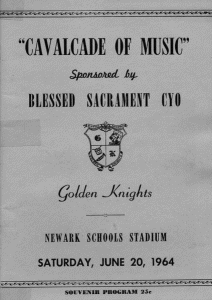 "CAVALCADE OF MUSIC"
Sponsored by
BLESSED SACRAMENT CYO
Golden Knights
NEWARK SCHOOLS STADIUM
SATURDAY, JUNE 20, 1964
SOUVENIR PROGRAM 25c